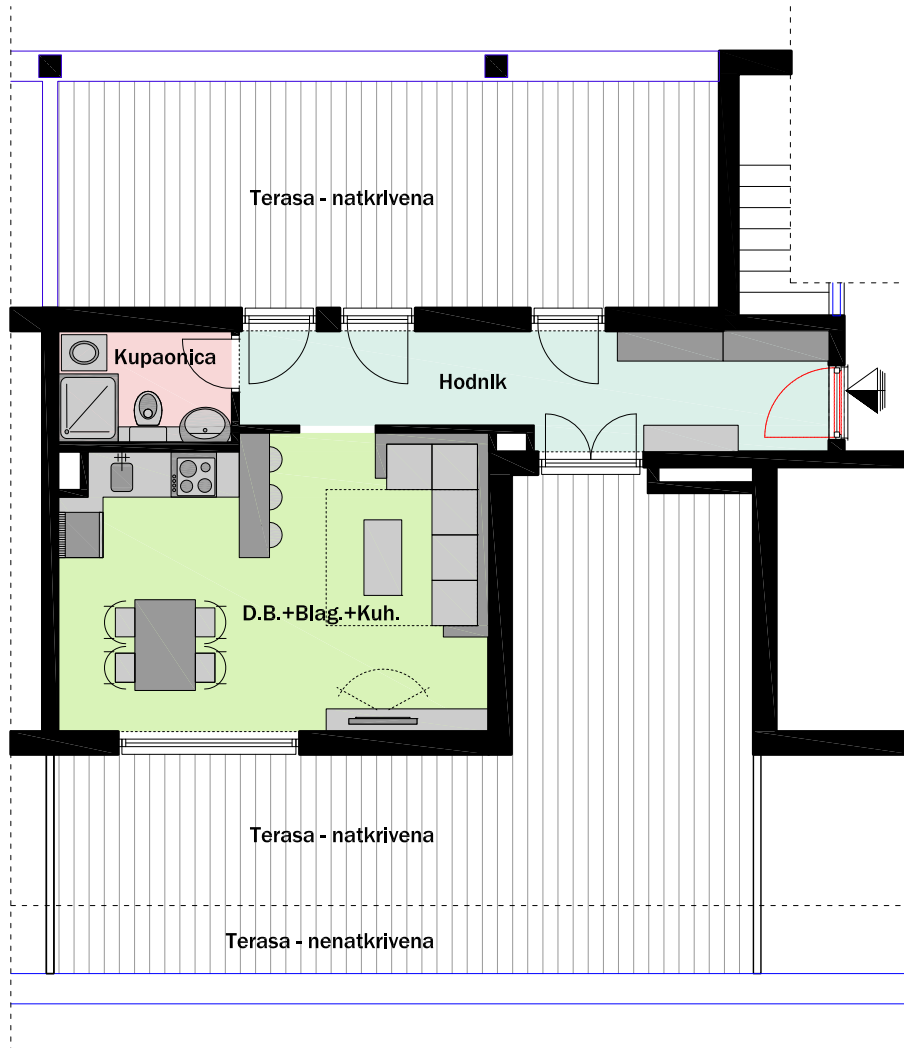 Terasa - natkrivena
Kupaonica
Hodnik
D.B.+Blag.+Kuh.
Terasa - natkrivena
Terasa - nenatkrivena